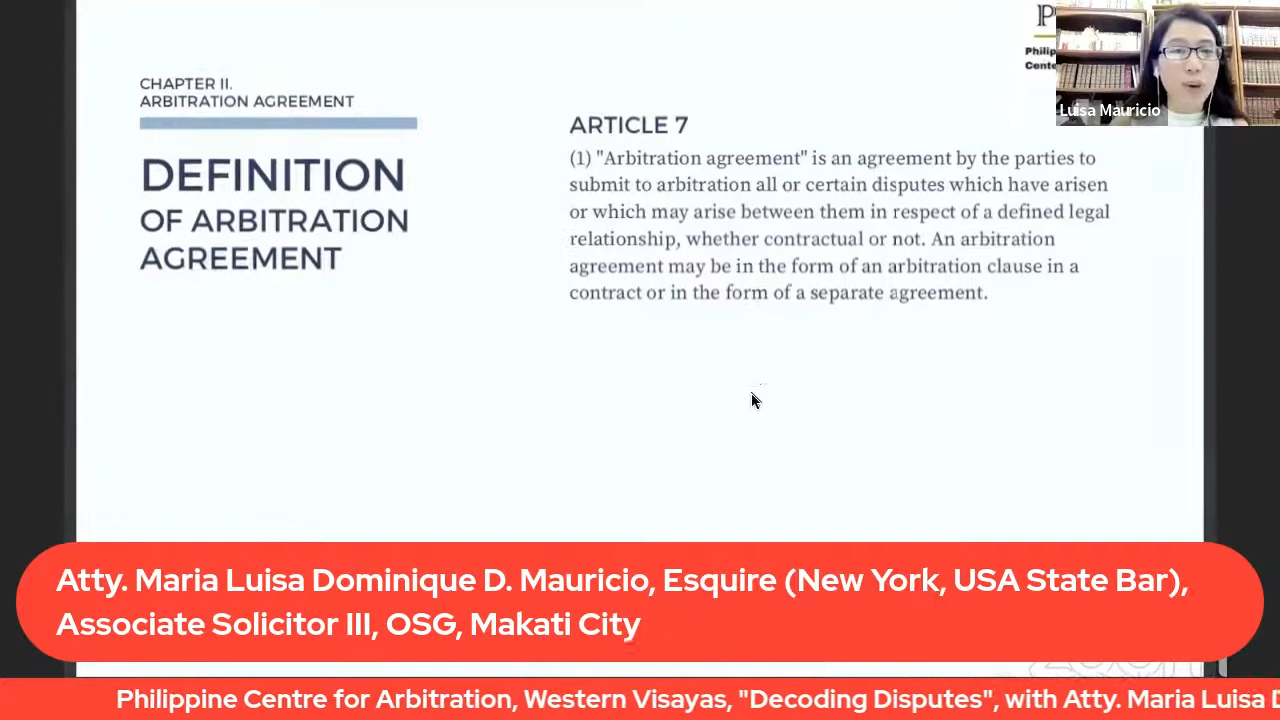 CHAPTER II.
ARBITRATION AGREEMENT
DEFINITION
OF ARBITRATION
AGREEMENT
ARTICLE 7
(1) "Arbitration agreement" is an agreement by the parties to
submit to arbitration all or certain disputes which have arisen
or which may arise between them in respect of a defined legal
relationship, whether contractual or not. An arbitration
agreement may be in the form of an arbitration clause in a
contract or in the form of a separate agreement.
Luisa Mauricio
Atty. Maria Luisa Dominique D. Mauricio, Esquire (New York, USA State Bar),
Associate Solicitor III, OSG, Makati City
Philippine Centre for Arbitration, Western Visayas, "Decoding Disputes", with Atty. Maria Luisa